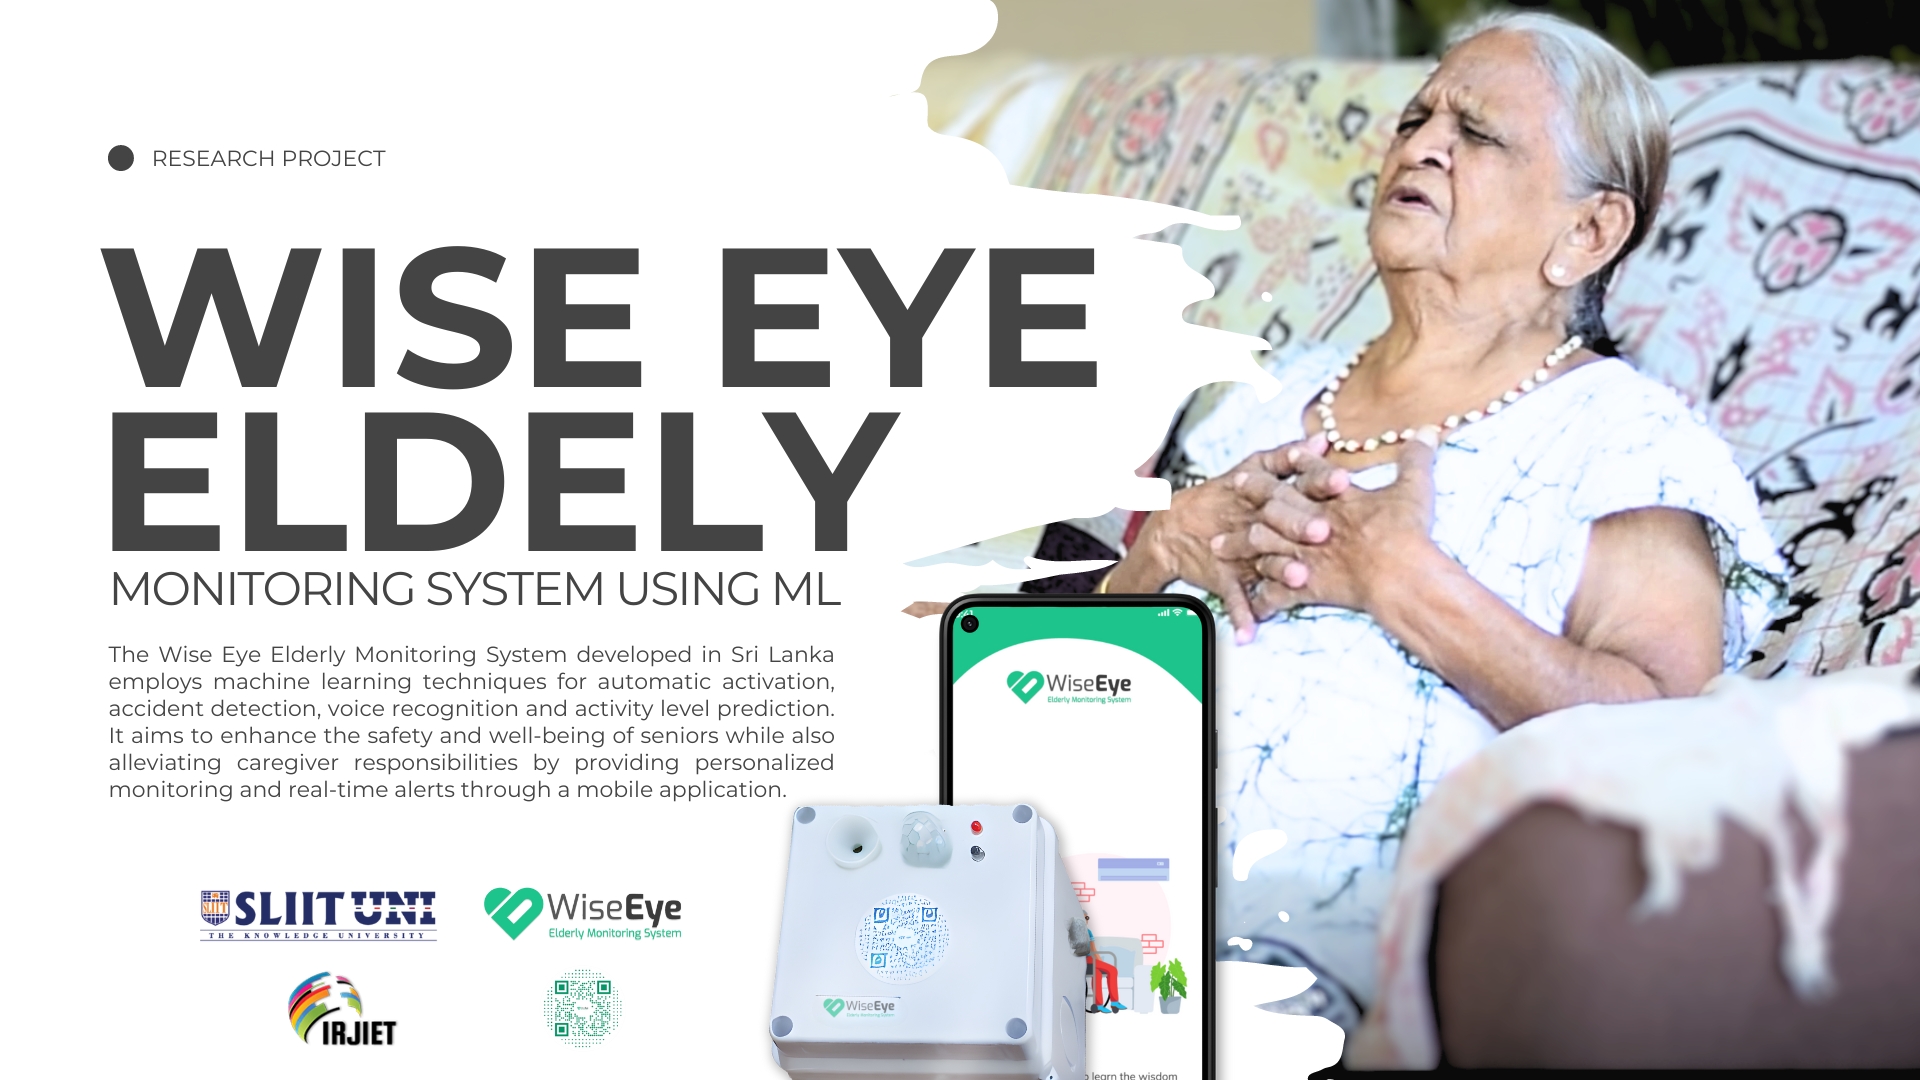 RESEARCH PROJECT
WISE EYE
ELDELY
MONITORING SYSTEM USING ML
The Wise Eye Elderly Monitoring System developed in Sri Lanka
employs machine learning techniques for automatic activation,
accident detection, voice recognition and activity level prediction.
It aims to enhance the safety and well-being of seniors while also
alleviating caregiver responsibilities by providing personalized
monitoring and real-time alerts through a mobile application.
SLIIT UNI
THE KNOWLEDGE UNIVERSITY
WiseEye
Elderly Monitoring System
IRJIET
WiseEye
Elderly Monitoring System
WiseEye
Elderly Monitoring System
learn the wisdom